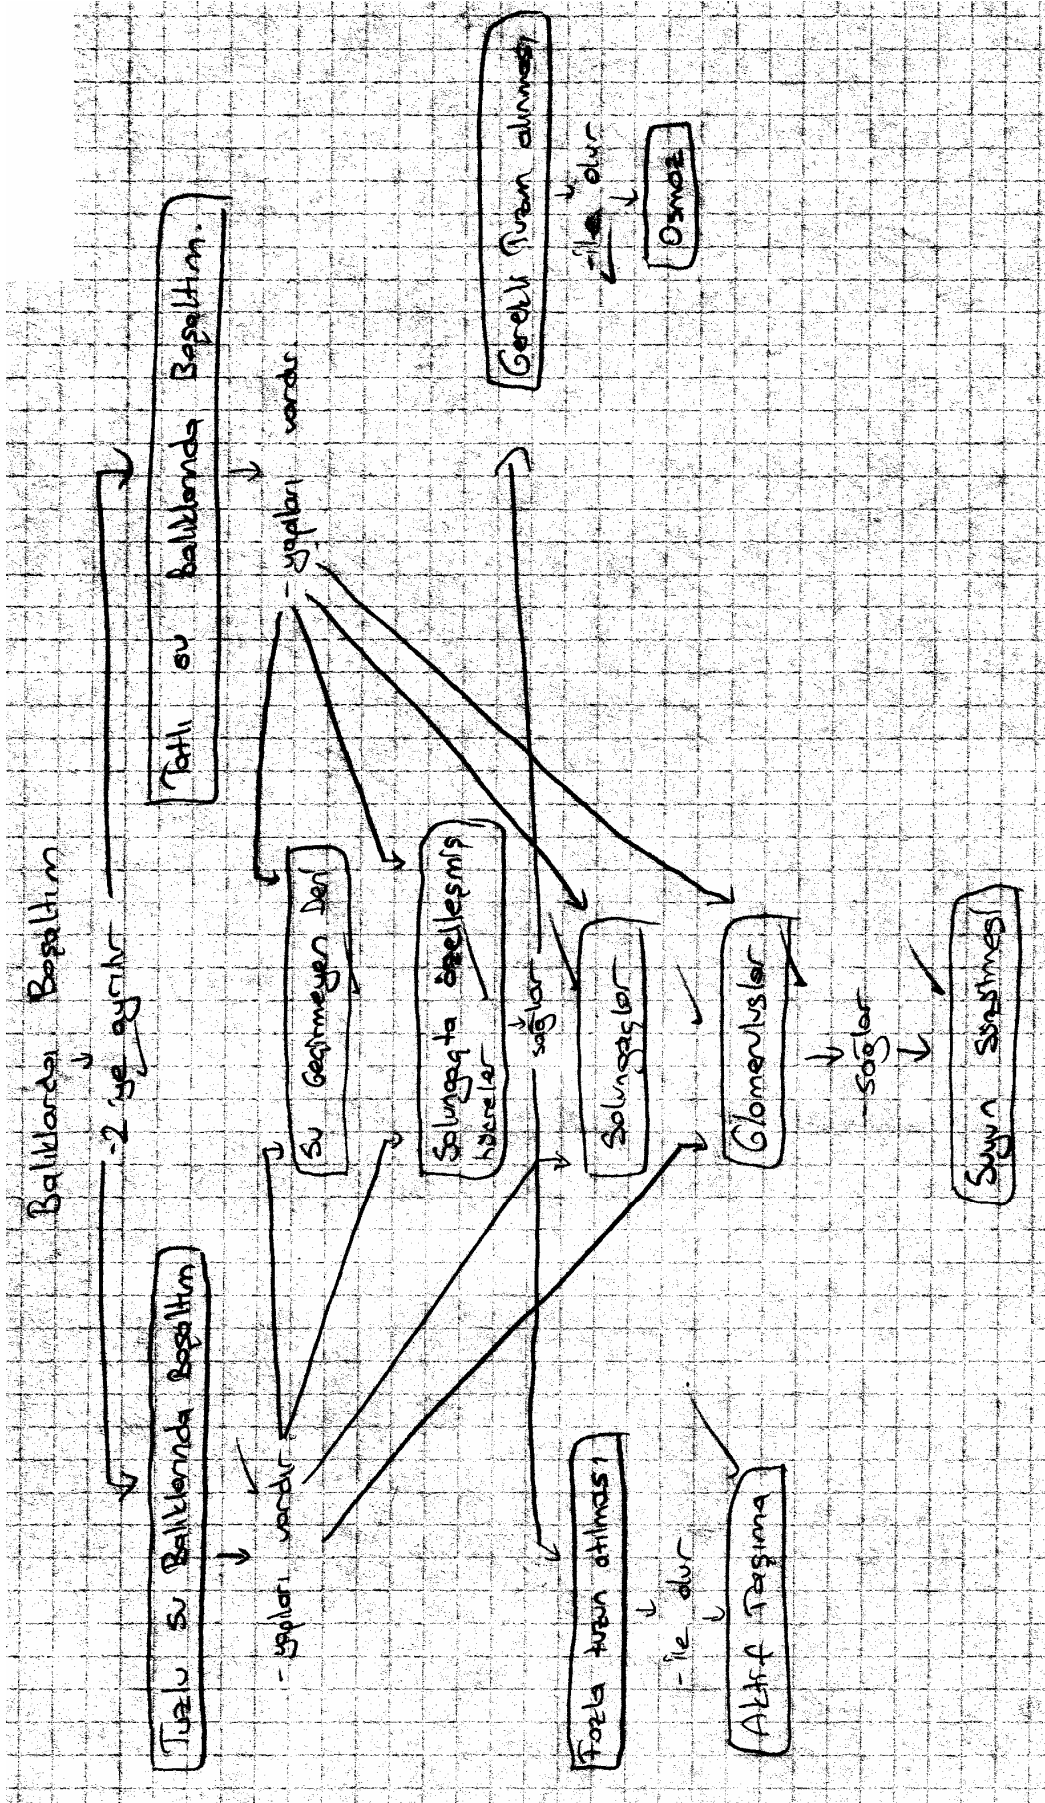 Balıklarda Boşaltım
-2'ye ayrılır
Tuzlu Su Balıklarında Boşaltım
Tatlı su balıklarında Boşaltım.
- yapıları vardır
- yapıları vardır
Su Geçirmeyen Deri
Solungaçta özelleşmiş
hücreler
sağlar
Solungaçlar
Glomeruluslar
-sağlar
Suyun süzülmesi
Fazla tuzun atılması
-ile olur
Aktif Taşıma
Gerekli Tuzun alınması
-ile olur
Osmoz